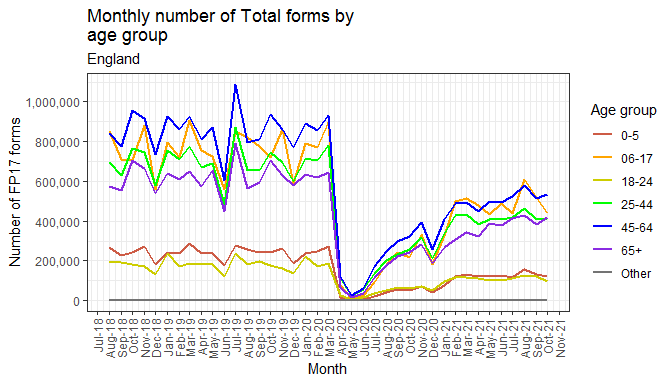 Monthly number of Total forms by
age group
England
Number of FP17 forms
1,000,000
800,000
600,000
400,000
200,000
0
Jul-18
Aug-18
Sep-18
Oct-18
Nov-18
Dec-18
Jan-19
Feb-19
Mar-19
Apr-19
May-19
Jun-19
Jul-19
Aug-19
Sep-19
Oct-19
Nov-19
Dec-19
Jan-20
Feb-20
Mar-20
Apr-20
May-20
Jun-20
Jul-20
Aug-20
Sep-20
Oct-20
Nov-20
Dec-20
Jan-21
Feb-21
Mar-21
Apr-21
May-21
Jun-21
Jul-21
Aug-21
Sep-21
Oct-21
Nov-21
Month
Age group
0-5
06-17
18-24
25-44
45-64
65+
Other